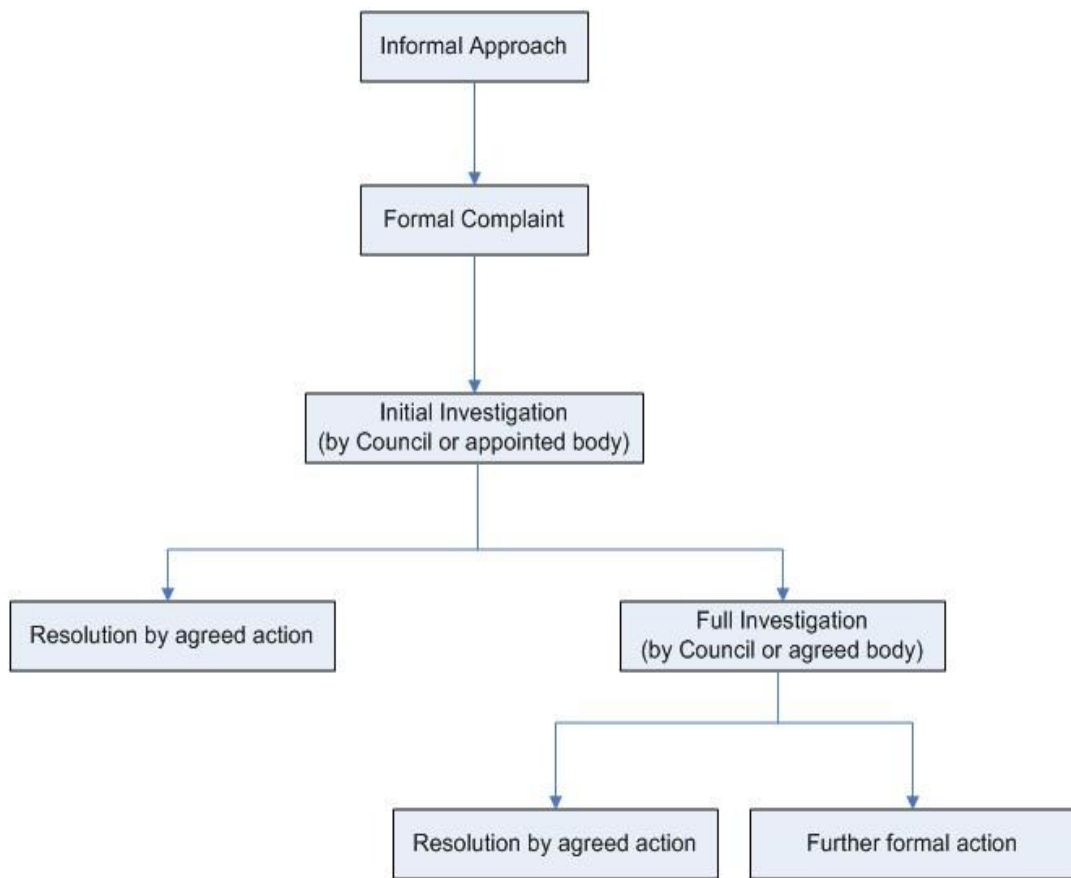 Informal Approach
Formal Complaint
Initial Investigation
(by Council or appointed body)
Resolution by agreed action
Full Investigation
(by Council or agreed body)
Resolution by agreed action
Further formal action